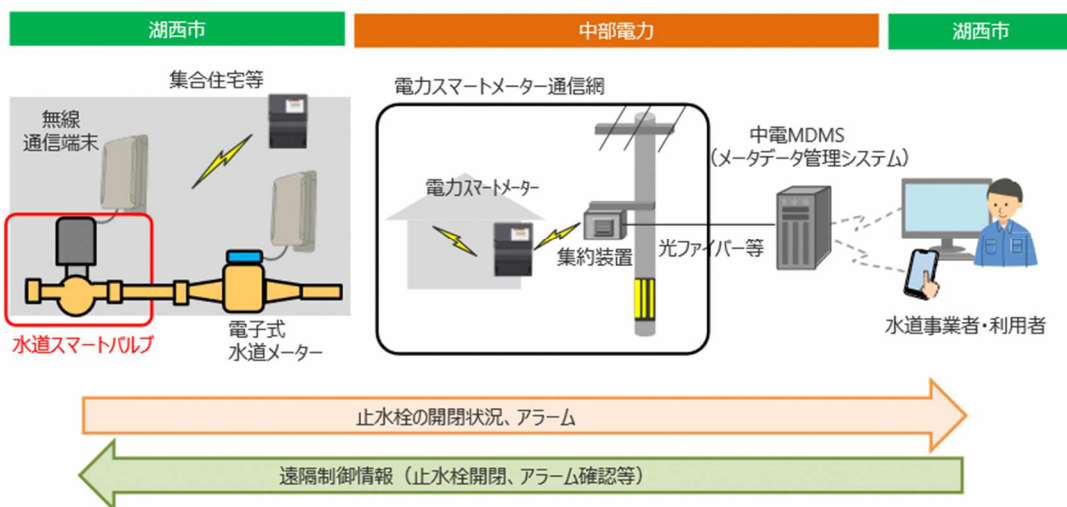 湖西市
中部電力
湖西市
集合住宅等
無線
通信端末
水道スマートバルブ
電子式
水道メーター
電力スマートメーター通信網
電力スマートメーター
集約装置
光ファイバー等
中電MDMS
（メータデータ管理システム）
水道事業者・利用者
止水栓の開閉状況、アラーム
遠隔制御情報（止水栓開閉、アラーム確認等）